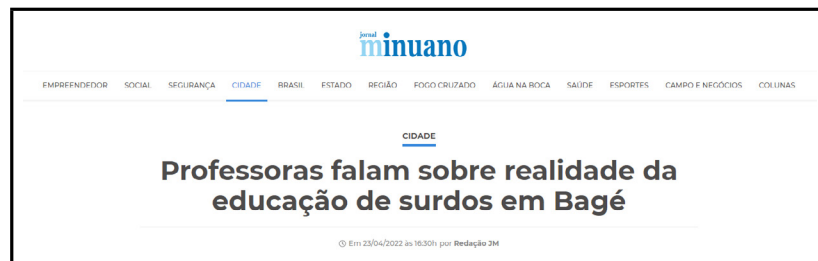 jornal
minuano
EMPREENDEDOR SOCIAL SEGURANÇA CIDADE BRASIL ESTADO REGIÃO FOGO CRUZADO ÁGUA NA BOCA SAÚDE ESPORTES CAMPO E NEGÓCIOS COLUNAS
CIDADE
Professoras falam sobre realidade da
educação de surdos em Bagé
Em 23/04/2022 às 16:30h por Redação JM